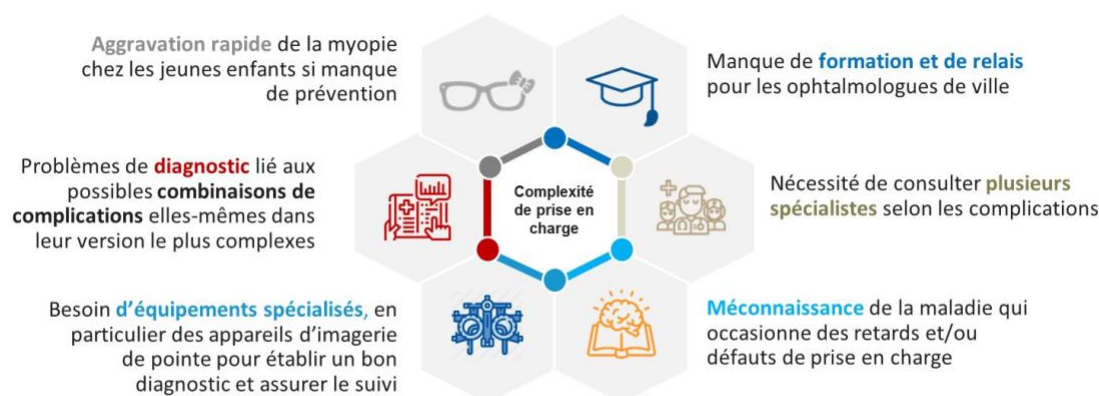 Aggravation rapide de la myopie
chez les jeunes enfants si manque
de prévention
Manque de formation et de relais
pour les ophtalmologues de ville
Problèmes de diagnostic lié aux
possibles combinaisons de
complications elles-mêmes dans
leur version le plus complexes
Complexité
de prise en
charge
Nécessité de consulter plusieurs
spécialistes selon les complications
Besoin d’équipements spécialisés, en
particulier des appareils d’imagerie
de pointe pour établir un bon
diagnostic et assurer le suivi
Méconnaissance de la maladie qui
occasionne des retards et/ou
défauts de prise en charge